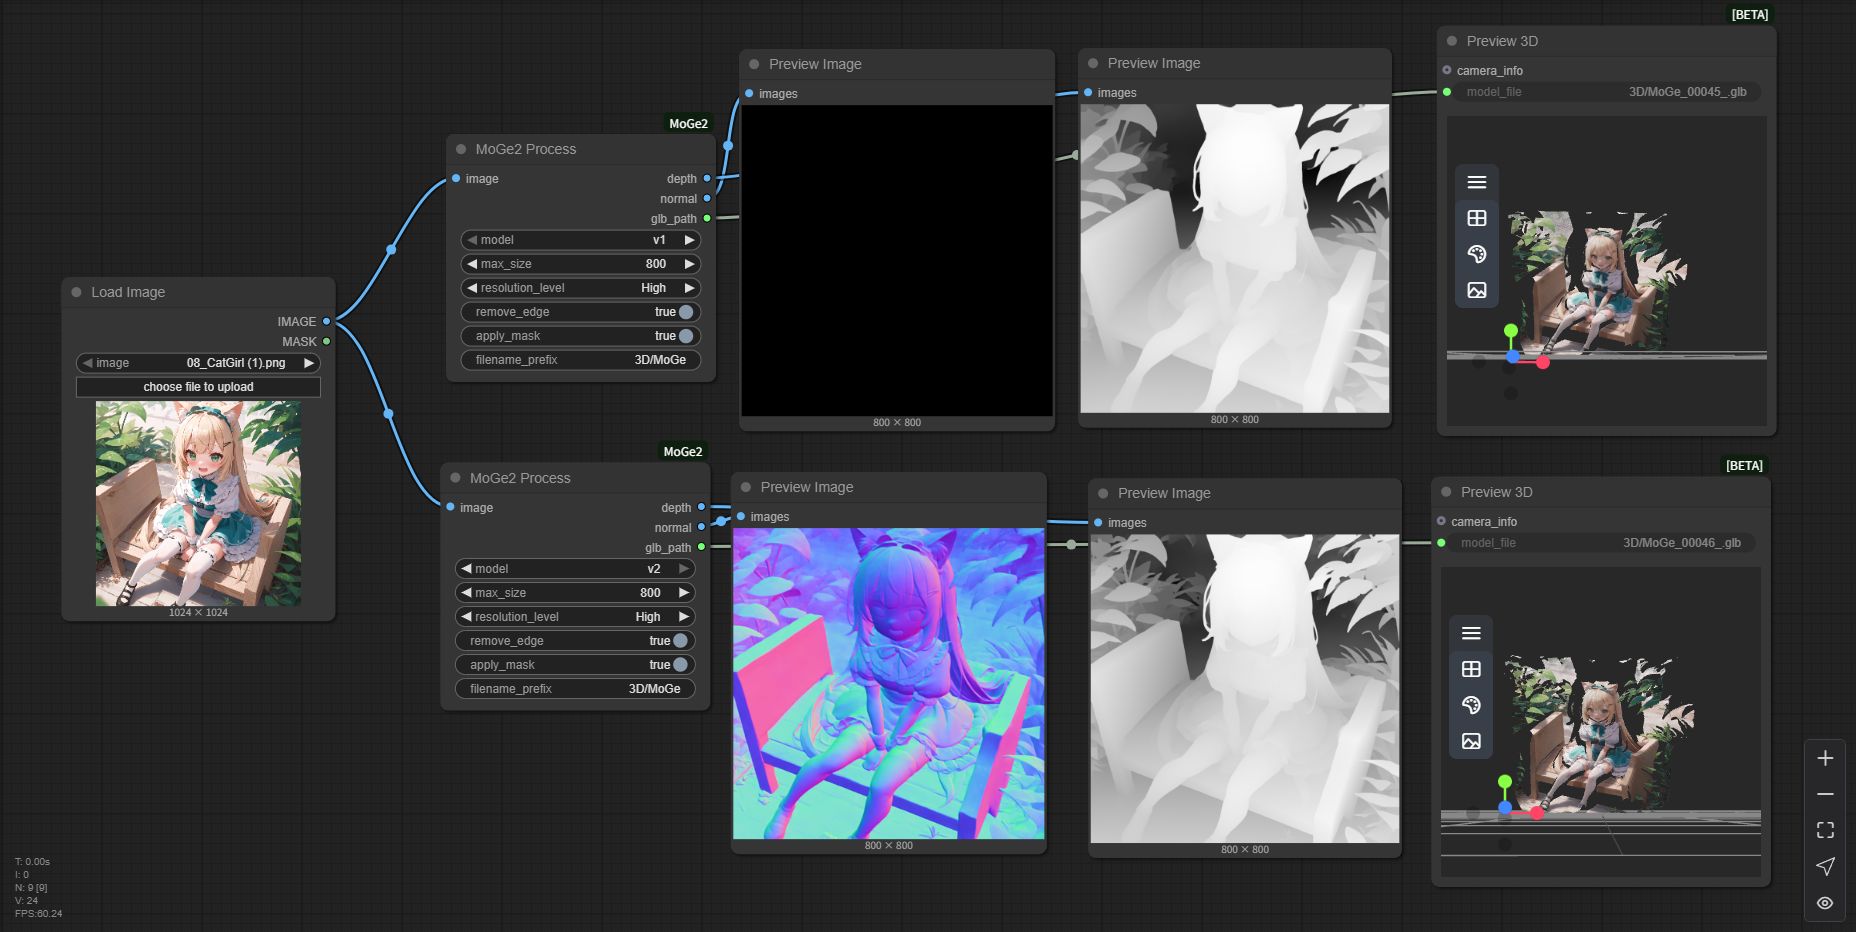 Load Image
IMAGE
MASK
image 08_CatGirl (1).png
choose file to upload
1024 × 1024
MoGe2
MoGe2 Process
image
depth
normal
glb_path
model v1
max_size 800
resolution_level High
remove_edge true
apply_mask true
filename_prefix 3D/MoGe
Preview Image
images
800 × 800
Preview Image
images
800 × 800
[BETA]
Preview 3D
camera_info
model_file 3D/MoGe_00045_.glb
MoGe2
MoGe2 Process
image
depth
normal
glb_path
model v2
max_size 800
resolution_level High
remove_edge true
apply_mask true
filename_prefix 3D/MoGe
Preview Image
images
800 × 800
Preview Image
images
800 × 800
[BETA]
Preview 3D
camera_info
model_file 3D/MoGe_00046_.glb
T: 0.00s
I: 0
N: 9 [9]
V: 24
FPS:60.24